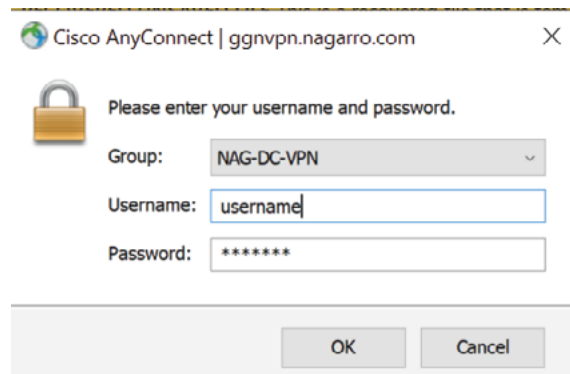 Cisco AnyConnect | ggnvpn.nagarro.com
Please enter your username and password.
Group: NAG-DC-VPN
Username: username
Password: *******
OK Cancel